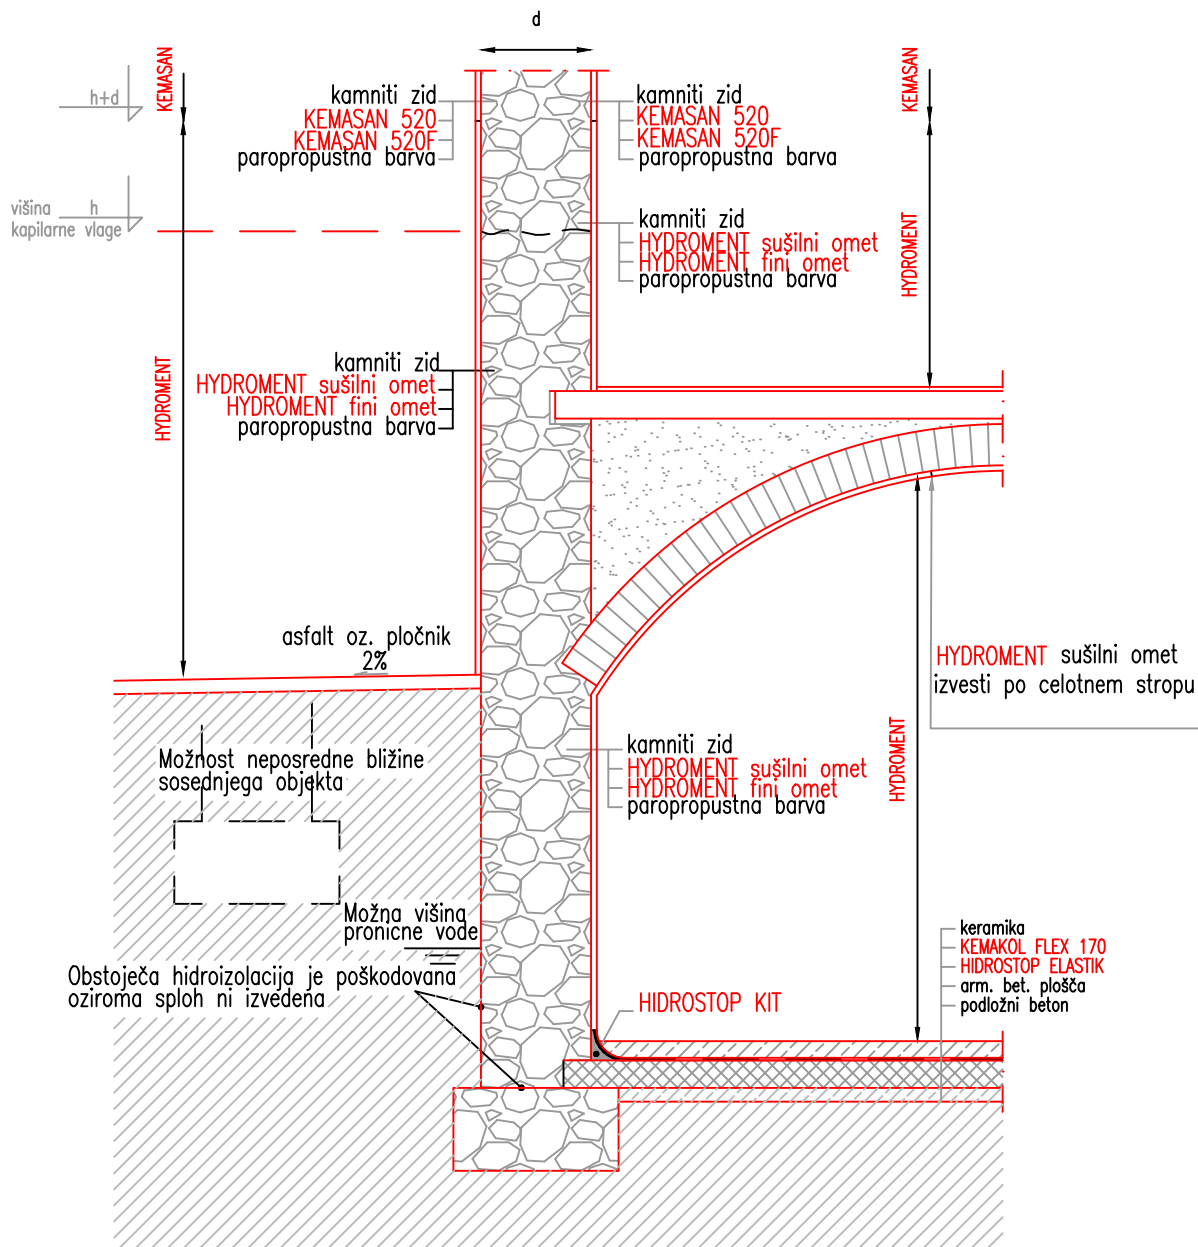 d
KEMASAN
KEMASAN
h+d
kamniti zid
KEMASAN 520
KEMASAN 520F
paropropustna barva
kamniti zid
KEMASAN 520
KEMASAN 520F
paropropustna barva
višina h
kapilarne vlage
kamniti zid
HYDROMENT sušilni omet
HYDROMENT fini omet
paropropustna barva
HYDROMENT
HYDROMENT
kamniti zid
HYDROMENT sušilni omet
HYDROMENT fini omet
paropropustna barva
asfalt oz. pločnik
2%
HYDROMENT sušilni omet
izvesti po celotnem stropu
HYDROMENT
Možnost neposredne bližine
sosednjega objekta
kamniti zid
HYDROMENT sušilni omet
HYDROMENT fini omet
paropropustna barva
Možna višina
pronicne vode
Obstoječa hidroizolacija je poškodovana
oziroma sploh ni izvedena
keramika
KEMAKOL FLEX 170
HIDROSTOP ELASTIK
arm. bet. plošča
podložni beton
HIDROSTOP KIT